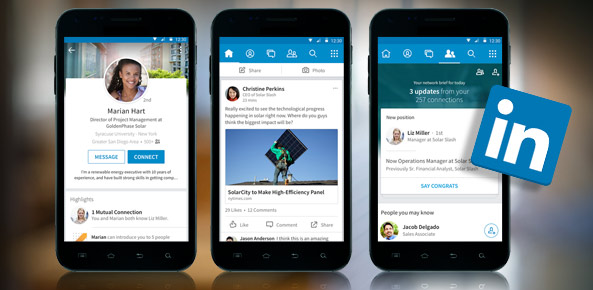 12:30
Marian Hart
2nd
Director of Project Management at
GoldenPhase Solar
Syracuse University · New York
Greater San Diego Area • 500+
MESSAGE
CONNECT
I'm a renewable energy executive with 15 years of
experience, and have built strong skills in getting comp...
Highlights
1 Mutual Connection
You and Marian both know Liz Miller.
Marian can introduce you to 5 people
12:30
Share
Photo
Christine Perkins
CEO of Solar Slash
22 mins
Really excited to see the technological progress
happening in solar right now. Where do you guys
think the biggest impact will be?
SolarCity to Make High-Efficiency Panel
nytimes.com
20 Likes • 12 Comments
Like
Comment
Share
Jason Anderson I think this is an amazing
12:30
Your network brief for today
3 updates from your
257 connections
New position
Liz Miller · 1st
Manager at Solar Slash
Now Operations Manager at Solar S
Previously Sr. Financial Analyst, Solar Slash
SAY CONGRATS
People you may know
Jacob Delgado
Sales Associate
in